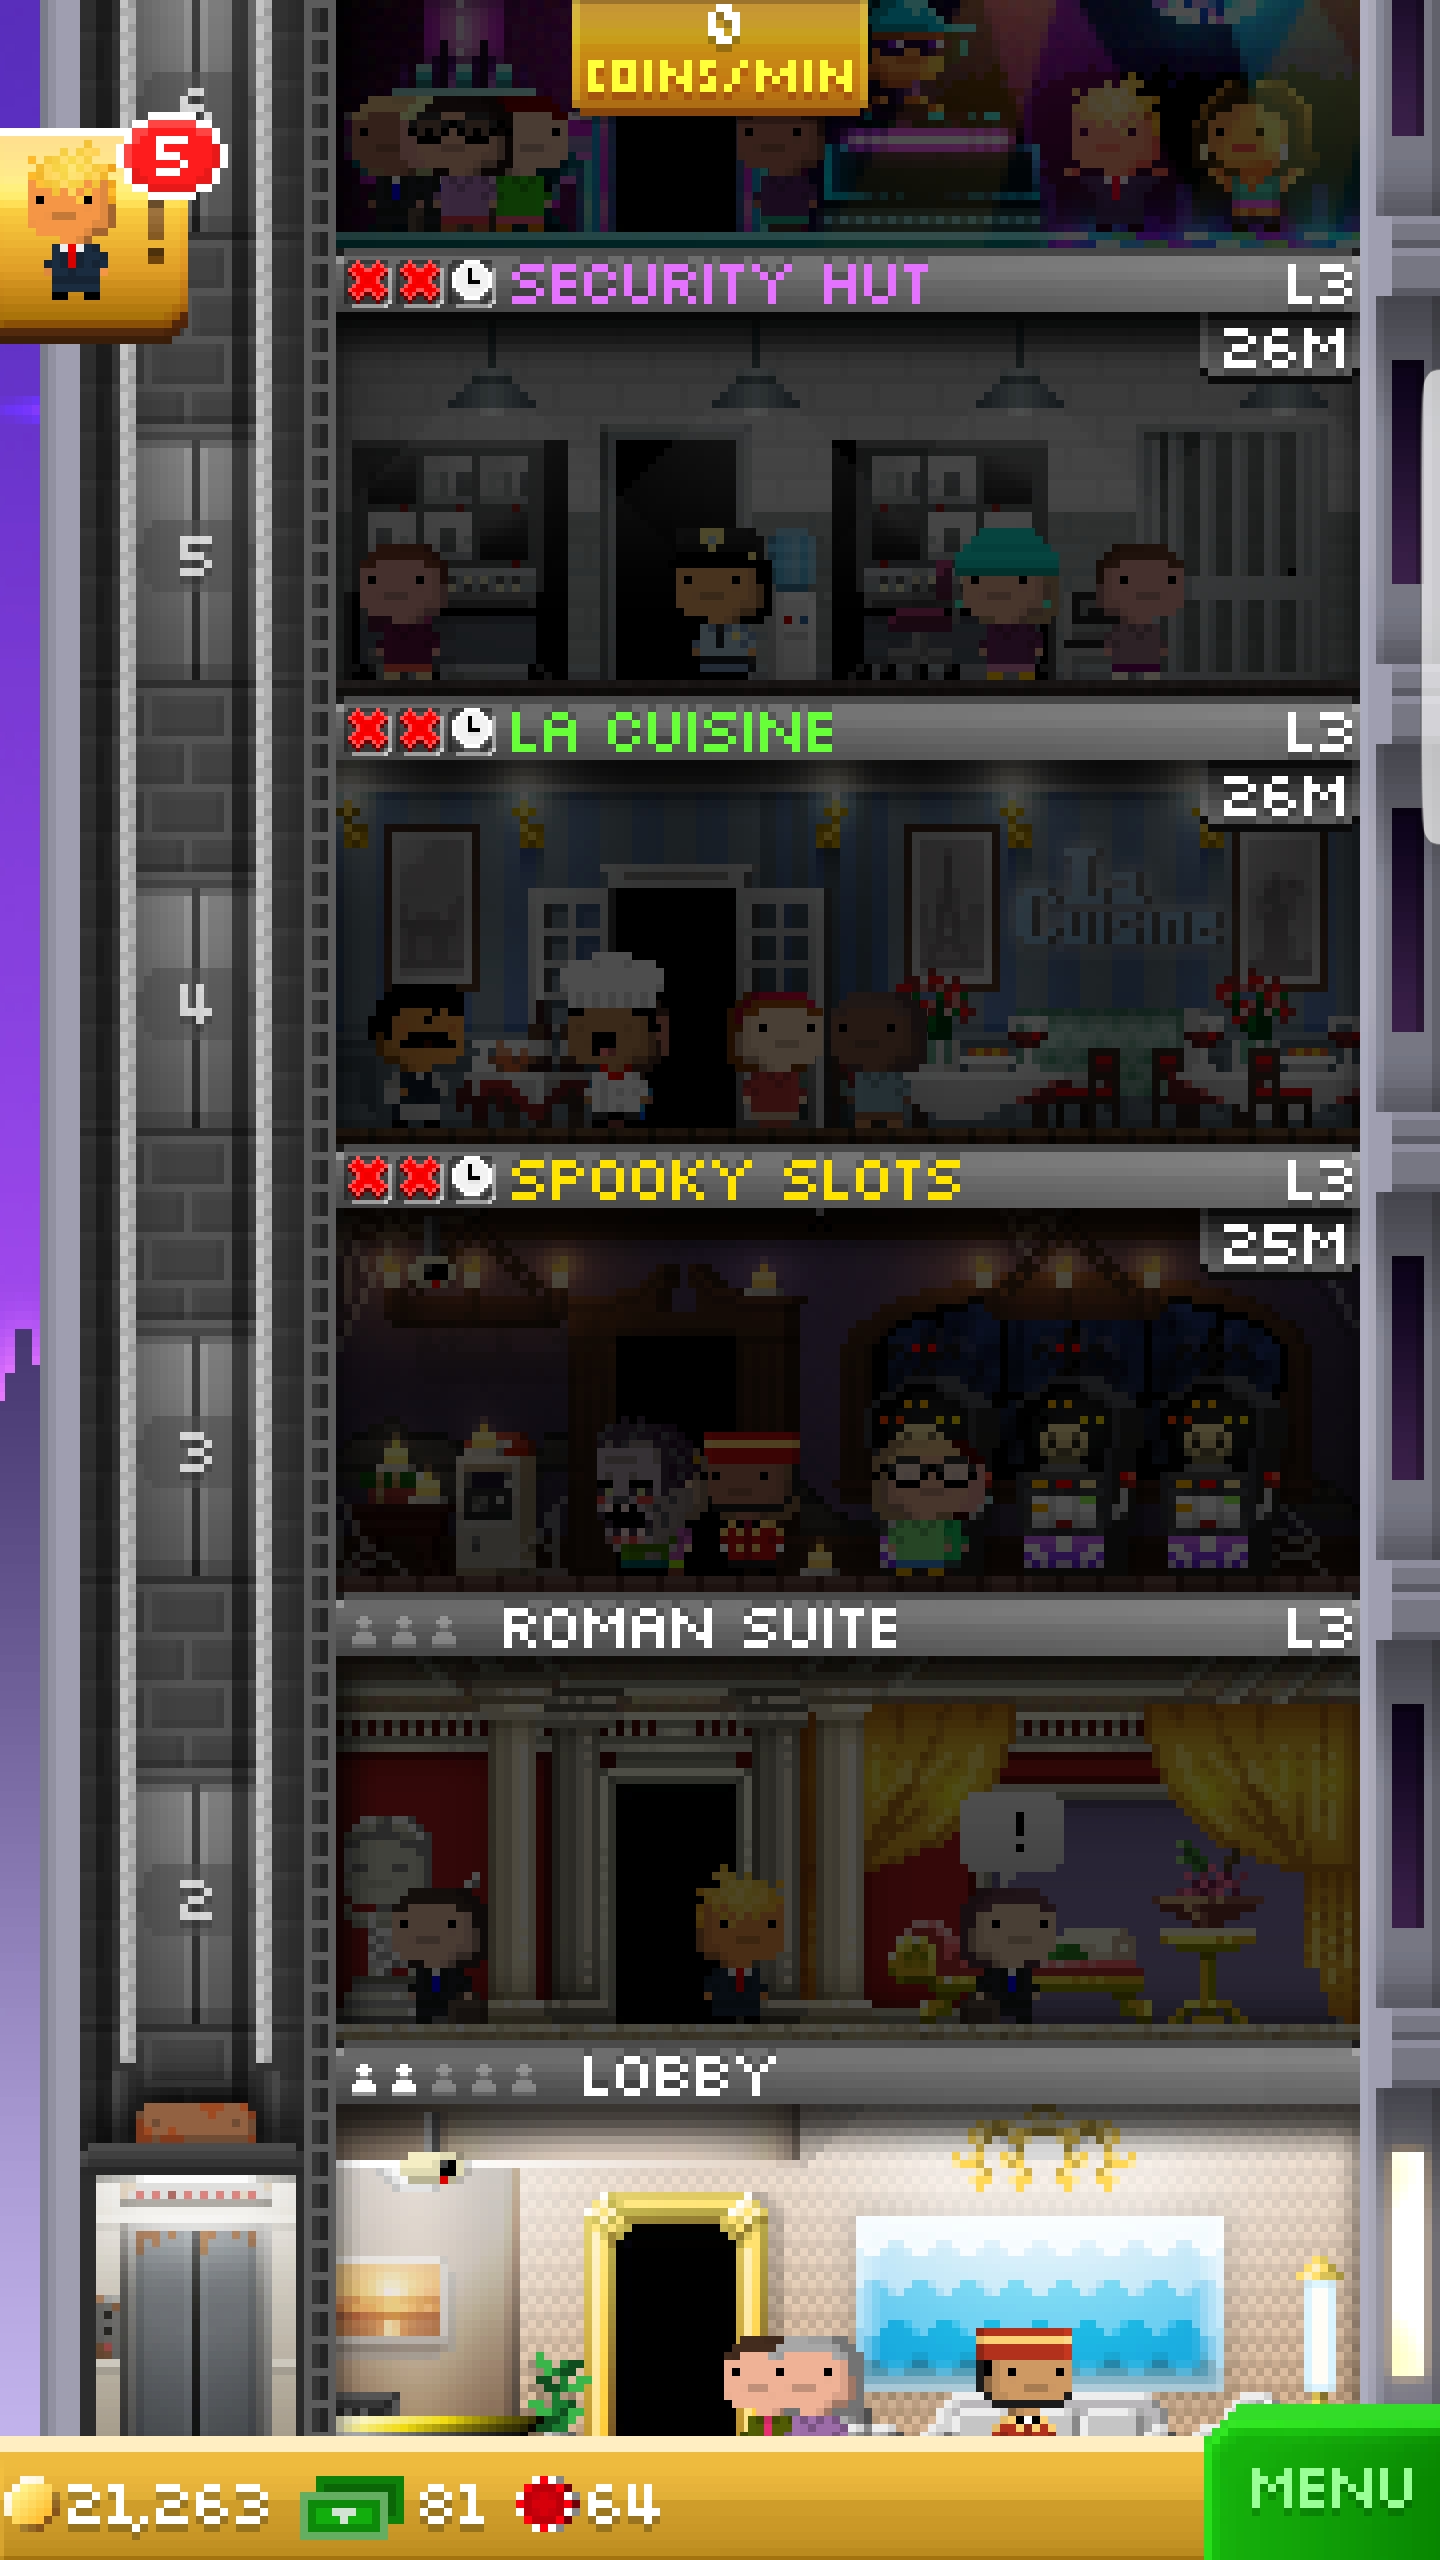 0
COINS/MIN
5
!
SECURITY HUT L3
26M
5
LA CUISINE L3
26M
La
Cuisine
4
SPOOKY SLOTS L3
25M
3
ROMAN SUITE L3
!
2
LOBBY
21,263 81 64 MENU